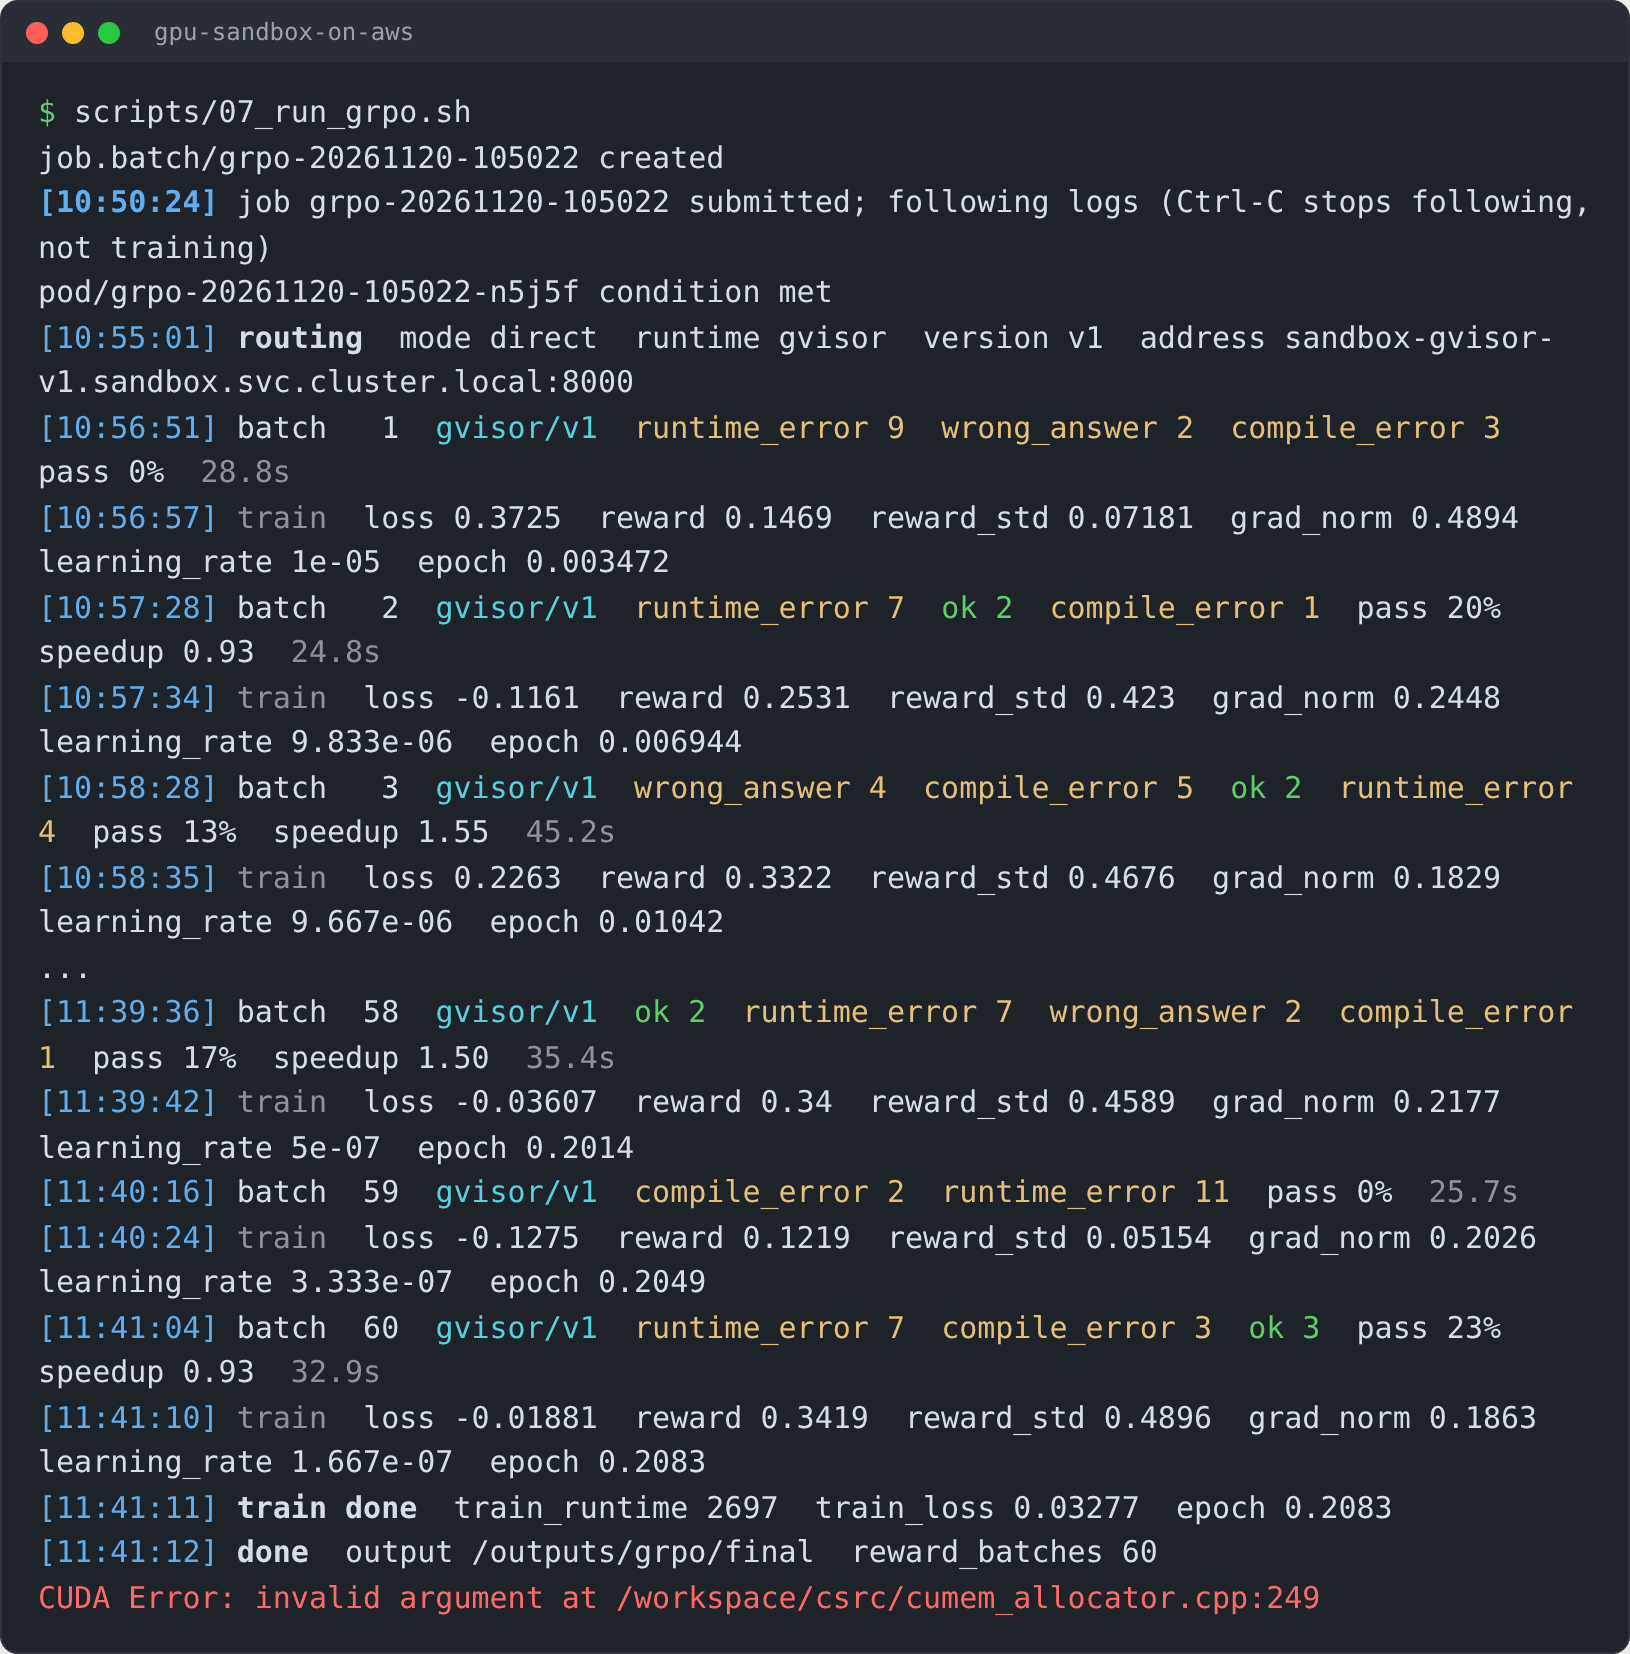 gpu-sandbox-on-aws
$ scripts/07_run_grpo.sh
job.batch/grpo-20261120-105022 created
[10:50:24] job grpo-20261120-105022 submitted; following logs (Ctrl-C stops following,
not training)
pod/grpo-20261120-105022-n5j5f condition met
[10:55:01] routing  mode direct  runtime gvisor  version v1  address sandbox-gvisor-
v1.sandbox.svc.cluster.local:8000
[10:56:51] batch   1  gvisor/v1  runtime_error 9  wrong_answer 2  compile_error 3
pass 0%  28.8s
[10:56:57] train  loss 0.3725  reward 0.1469  reward_std 0.07181  grad_norm 0.4894
learning_rate 1e-05  epoch 0.003472
[10:57:28] batch   2  gvisor/v1  runtime_error 7  ok 2  compile_error 1  pass 20%
speedup 0.93  24.8s
[10:57:34] train  loss -0.1161  reward 0.2531  reward_std 0.423  grad_norm 0.2448
learning_rate 9.833e-06  epoch 0.006944
[10:58:28] batch   3  gvisor/v1  wrong_answer 4  compile_error 5  ok 2  runtime_error
4  pass 13%  speedup 1.55  45.2s
[10:58:35] train  loss 0.2263  reward 0.3322  reward_std 0.4676  grad_norm 0.1829
learning_rate 9.667e-06  epoch 0.01042
...
[11:39:36] batch  58  gvisor/v1  ok 2  runtime_error 7  wrong_answer 2  compile_error
1  pass 17%  speedup 1.50  35.4s
[11:39:42] train  loss -0.03607  reward 0.34  reward_std 0.4589  grad_norm 0.2177
learning_rate 5e-07  epoch 0.2014
[11:40:16] batch  59  gvisor/v1  compile_error 2  runtime_error 11  pass 0%  25.7s
[11:40:24] train  loss -0.1275  reward 0.1219  reward_std 0.05154  grad_norm 0.2026
learning_rate 3.333e-07  epoch 0.2049
[11:41:04] batch  60  gvisor/v1  runtime_error 7  compile_error 3  ok 3  pass 23%
speedup 0.93  32.9s
[11:41:10] train  loss -0.01881  reward 0.3419  reward_std 0.4896  grad_norm 0.1863
learning_rate 1.667e-07  epoch 0.2083
[11:41:11] train done  train_runtime 2697  train_loss 0.03277  epoch 0.2083
[11:41:12] done  output /outputs/grpo/final  reward_batches 60
CUDA Error: invalid argument at /workspace/csrc/cumem_allocator.cpp:249